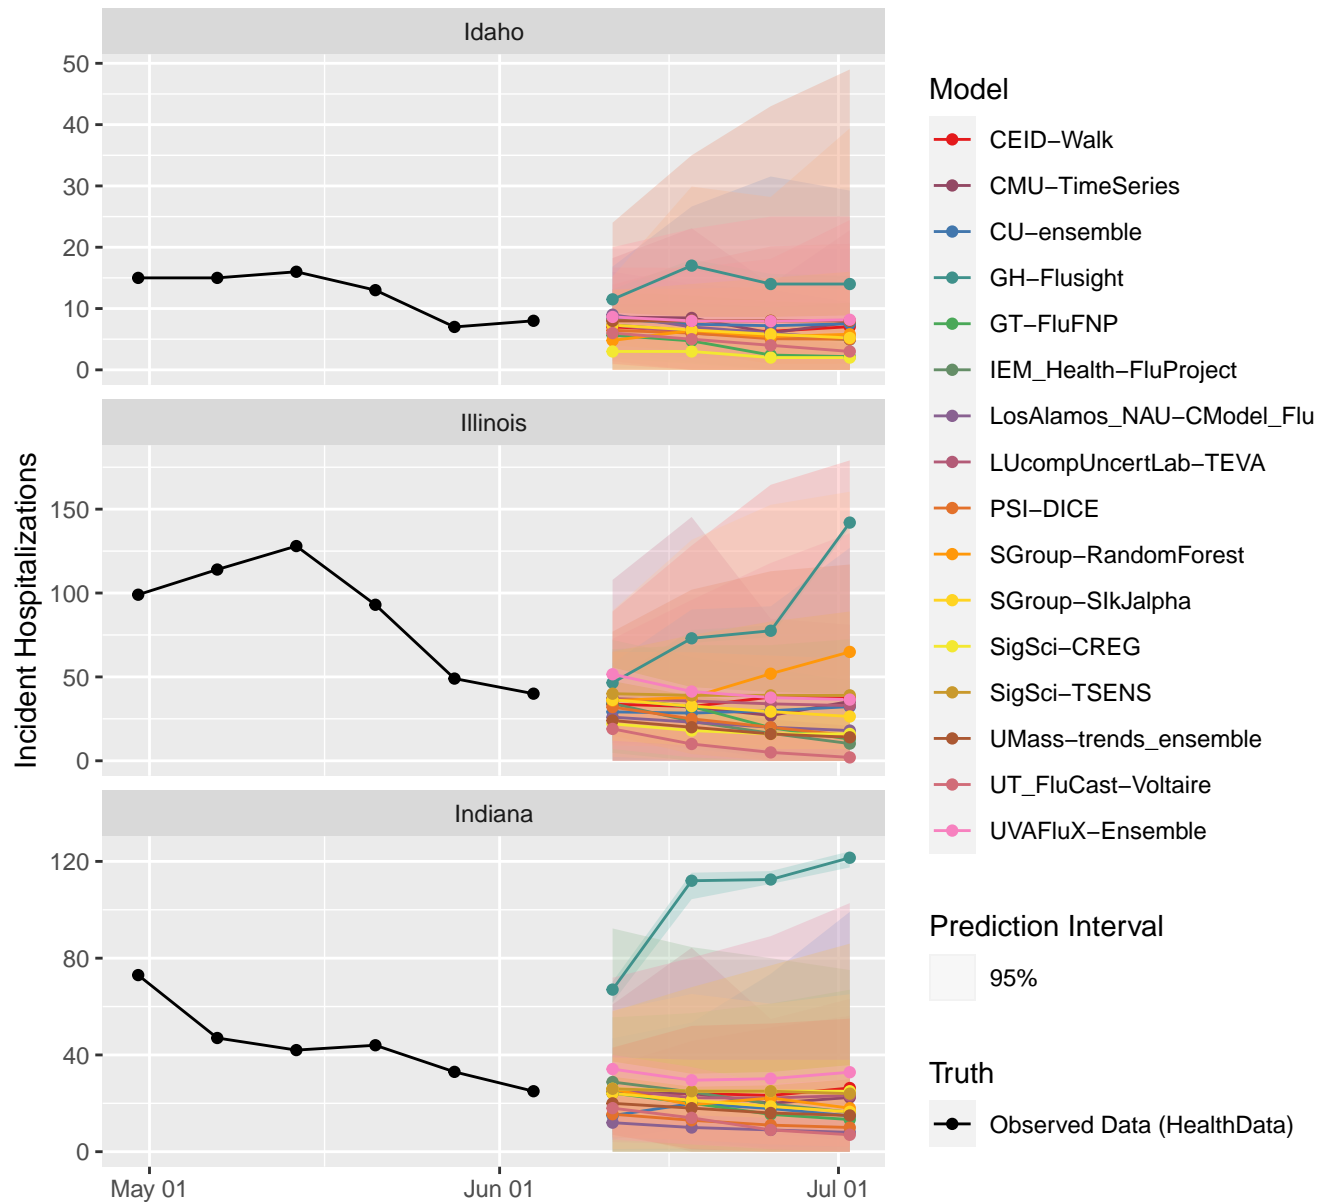 Idaho
50
40
30
20
10
0
Illinois
150
100
50
0
Indiana
120
80
40
0
May 01
Jun 01
Jul 01
Incident Hospitalizations
Model
CEID−Walk
CMU−TimeSeries
CU−ensemble
GH−Flusight
GT−FluFNP
IEM_Health−FluProject
LosAlamos_NAU−CModel_Flu
LUcompUncertLab−TEVA
PSI−DICE
SGroup−RandomForest
SGroup−SIkJalpha
SigSci−CREG
SigSci−TSENS
UMass−trends_ensemble
UT_FluCast−Voltaire
UVAFluX−Ensemble
Prediction Interval
95%
Truth
Observed Data (HealthData)